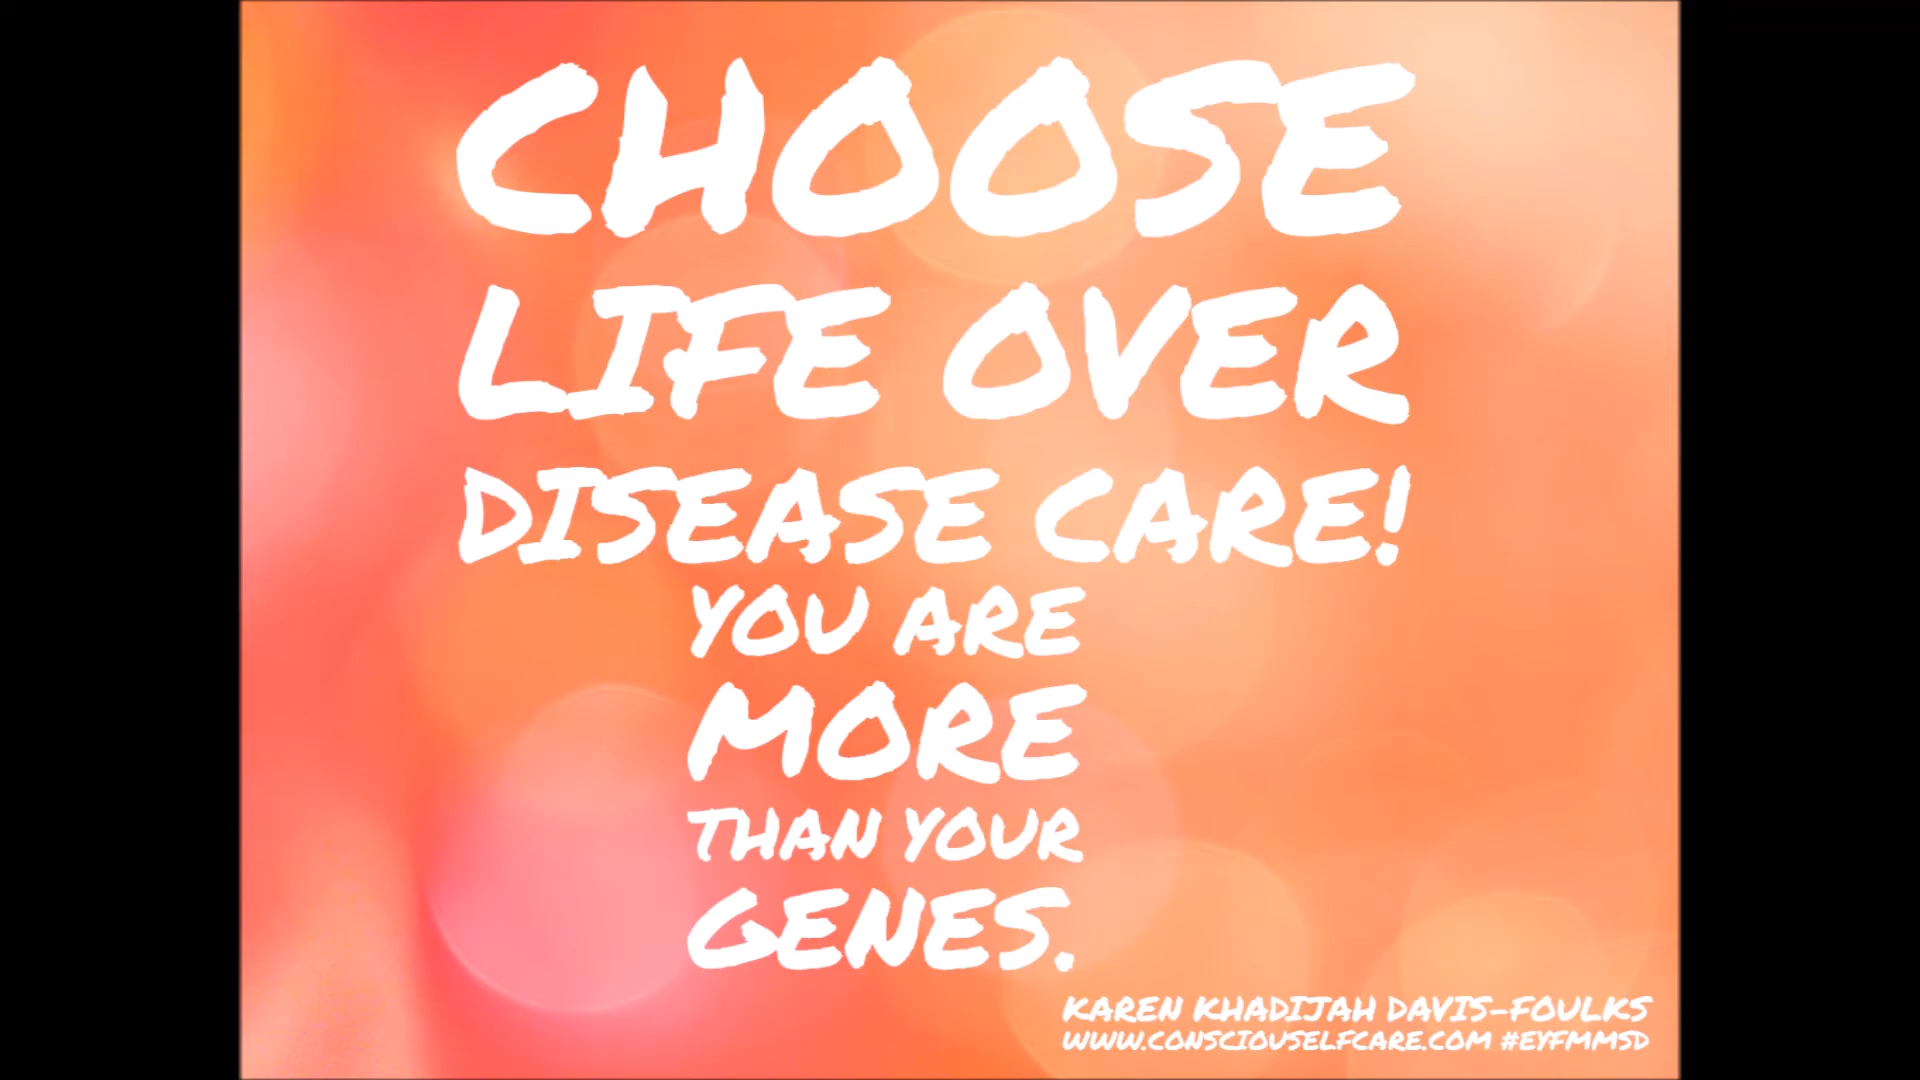 CHOOSE
LIFE OVER
DISEASE CARE!
YOU ARE
MORE
THAN YOUR
GENES.
KAREN KHADIJAH DAVIS-FOULKS
WWW.CONSCIOUSELFCARE.COM #EYFMMSD